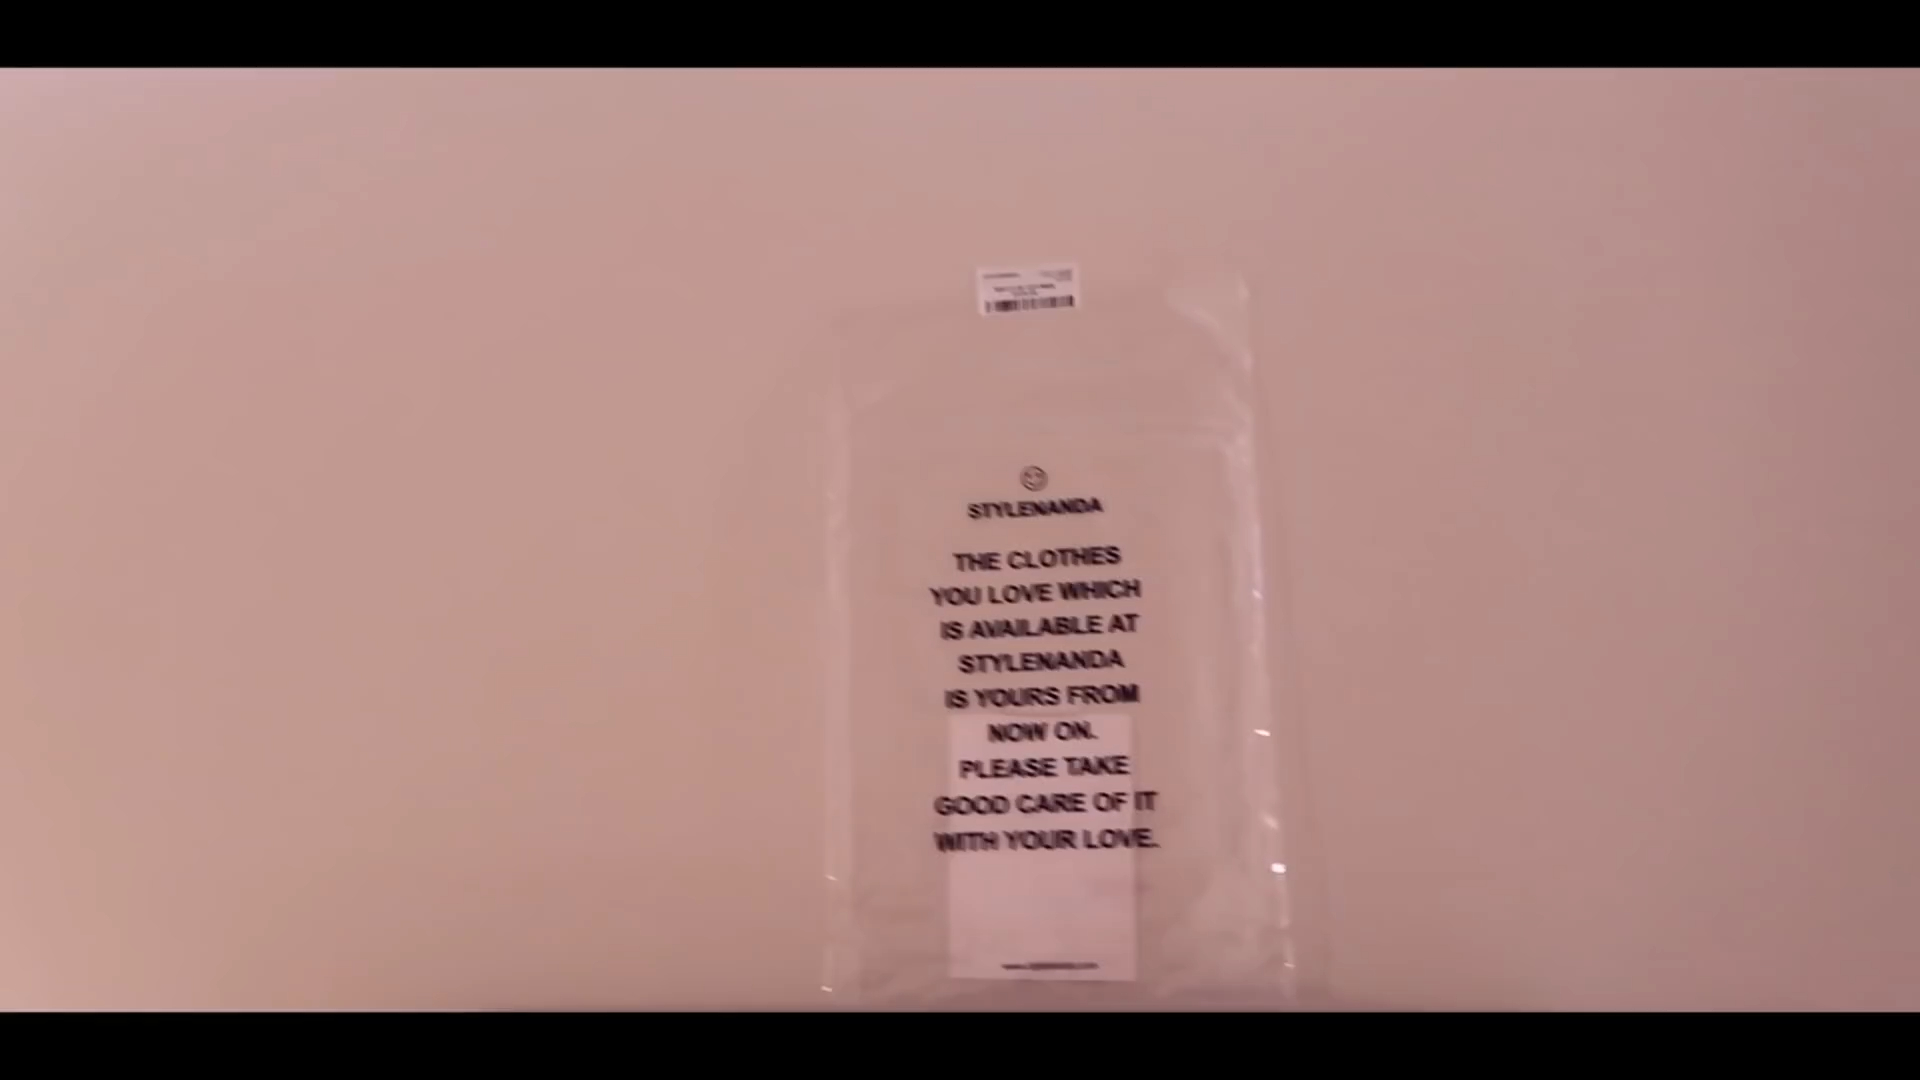 STYLENANDA
THE CLOTHES
YOU LOVE WHICH
IS AVAILABLE AT
STYLENANDA
IS YOURS FROM
NOW ON.
PLEASE TAKE
GOOD CARE OF IT
WITH YOUR LOVE.